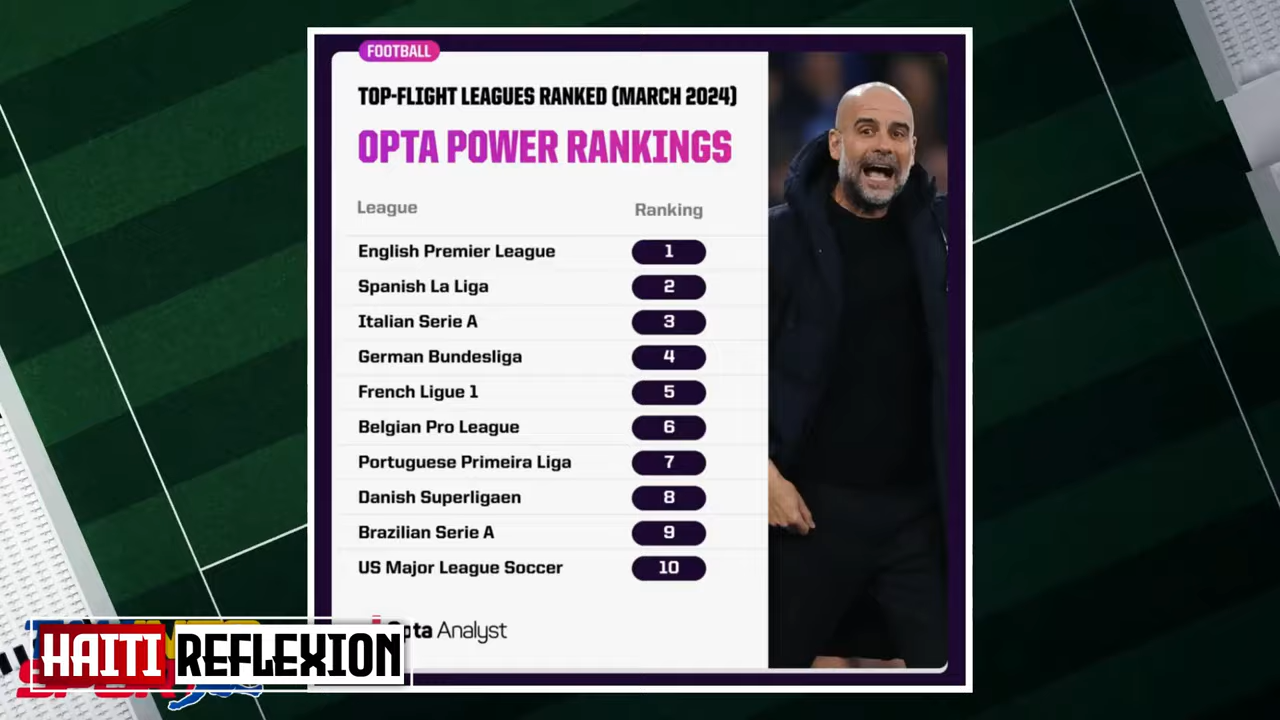 FOOTBALL
TOP-FLIGHT LEAGUES RANKED (MARCH 2024)
OPTA POWER RANKINGS
League Ranking
English Premier League 1
Spanish La Liga 2
Italian Serie A 3
German Bundesliga 4
French Ligue 1 5
Belgian Pro League 6
Portuguese Primeira Liga 7
Danish Superligaen 8
Brazilian Serie A 9
US Major League Soccer 10
Analyst
HAITI REFLEXION